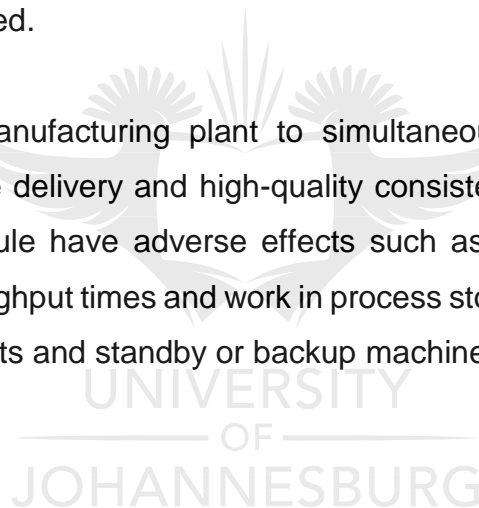 ed.
anufacturing plant to simultaneou
e delivery and high-quality consiste
ule have adverse effects such as
ghput times and work in process sto
ts and standby or backup machine
UNIVERSITY
OF
JOHANNESBURG